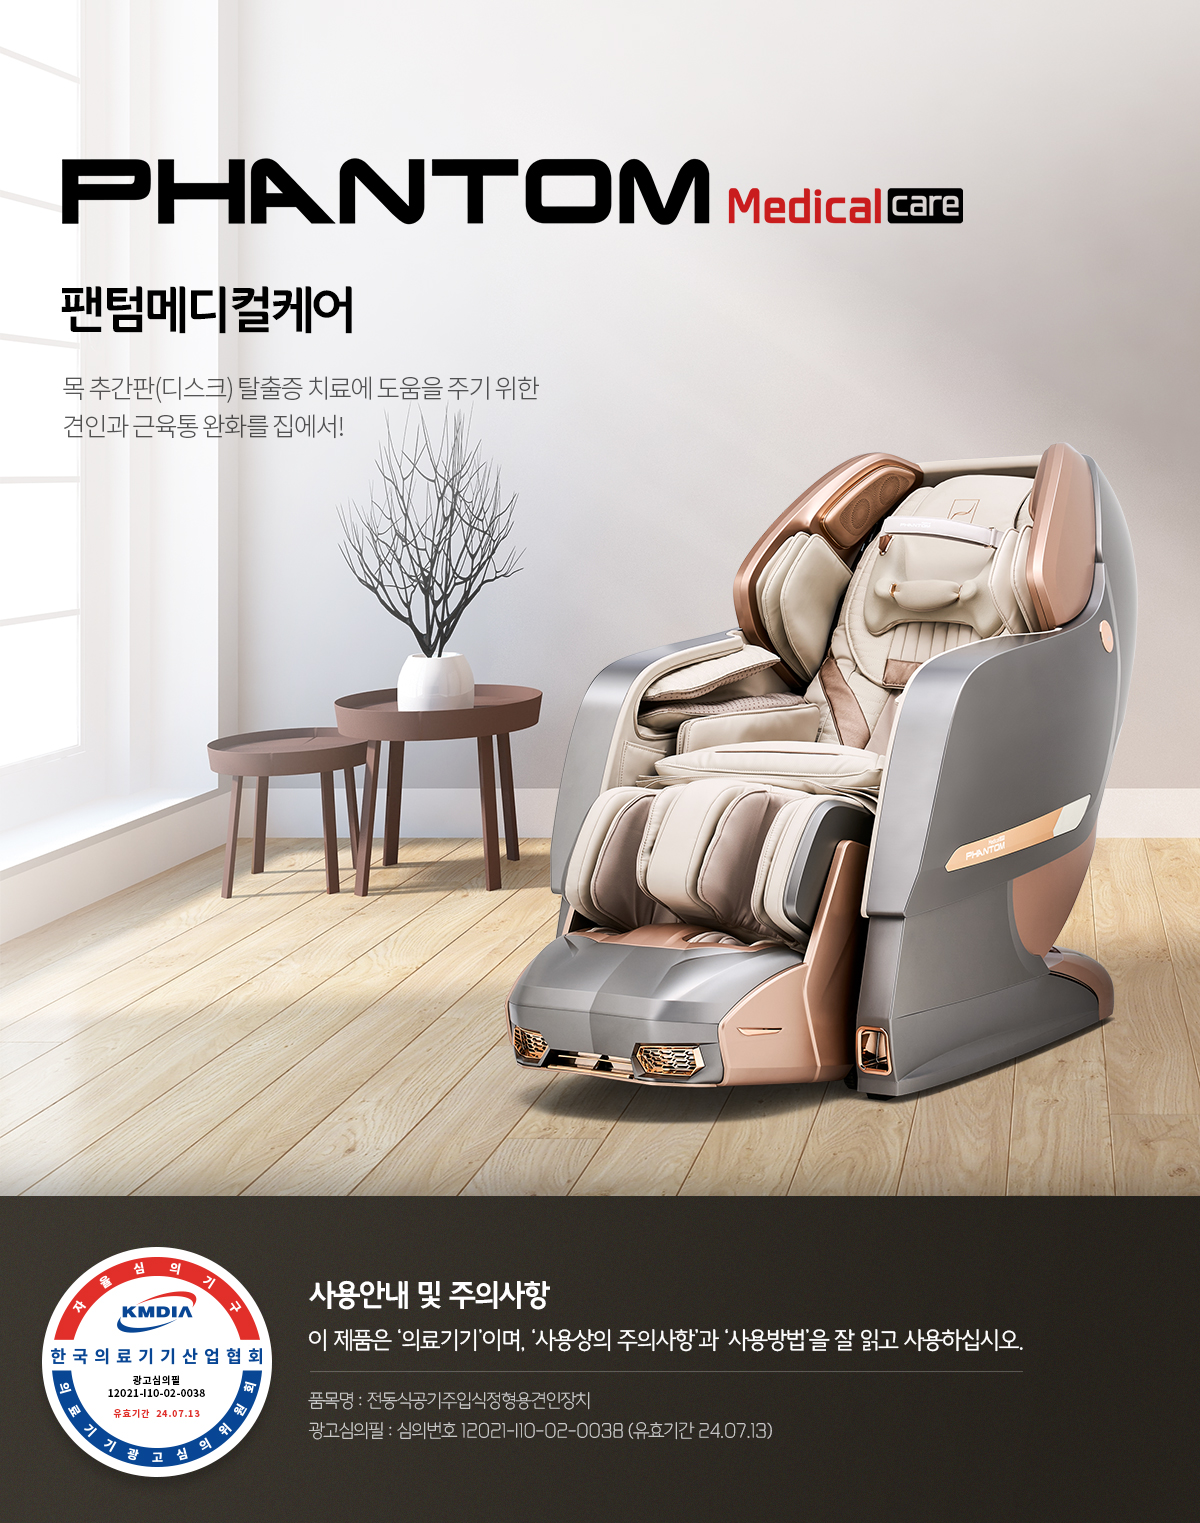 PHANTOM Medical care
팬텀메디컬케어
목 추간판(디스크) 탈출증 치료에 도움을 주기 위한
견인과 근육통 완화를 집에서!
PHANTOM
자율심의기구
KMDIA
한국의료기기산업협회
광고심의필
12021-I10-02-0038
유효기간 24.07.13
의료기기광고심의위원회
사용안내 및 주의사항
이 제품은 ‘의료기기’이며, ‘사용상의 주의사항’과 ‘사용방법’을 잘 읽고 사용하십시오.
품목명 : 전동식공기주입식정형용견인장치
광고심의필 : 심의번호 12021-I10-02-0038 (유효기간 24.07.13)